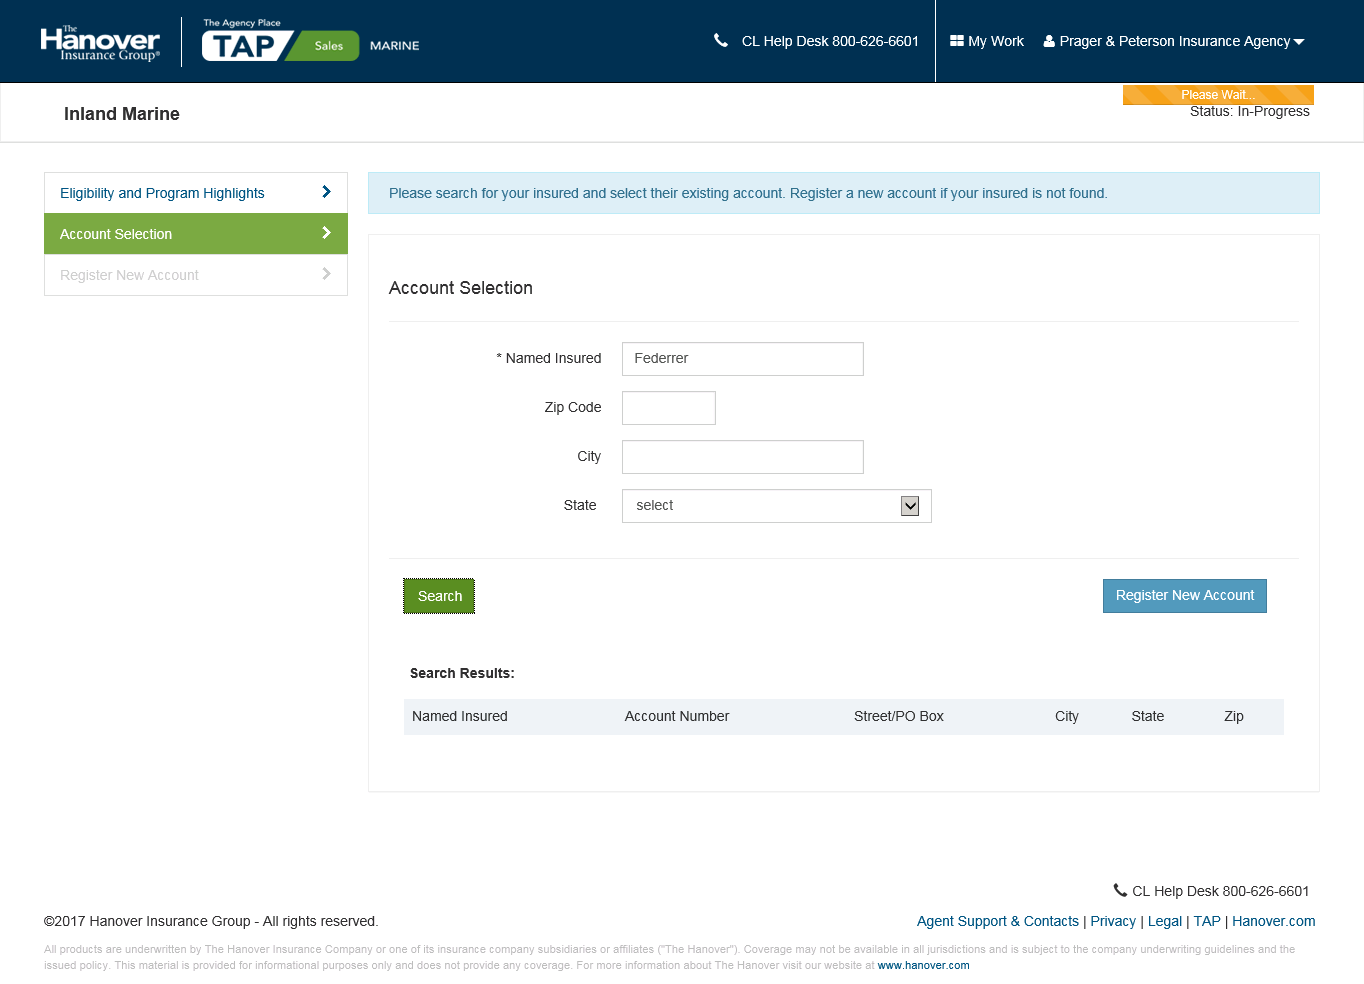 The Hanover Insurance Group®
The Agency Place
TAP Sales MARINE
CL Help Desk 800-626-6601
My Work
Prager & Peterson Insurance Agency
Inland Marine
Please Wait...
Status: In-Progress
Eligibility and Program Highlights
Account Selection
Register New Account
Please search for your insured and select their existing account. Register a new account if your insured is not found.
Account Selection
* Named Insured Federrer
Zip Code
City
State select
Search
Register New Account
Search Results:
Named Insured Account Number Street/PO Box City State Zip
CL Help Desk 800-626-6601
©2017 Hanover Insurance Group - All rights reserved.
Agent Support & Contacts | Privacy | Legal | TAP | Hanover.com
All products are underwritten by The Hanover Insurance Company or one of its insurance company subsidiaries or affiliates ("The Hanover"). Coverage may not be available in all jurisdictions and is subject to the company underwriting guidelines and the
issued policy. This material is provided for informational purposes only and does not provide any coverage. For more information about The Hanover visit our website at www.hanover.com